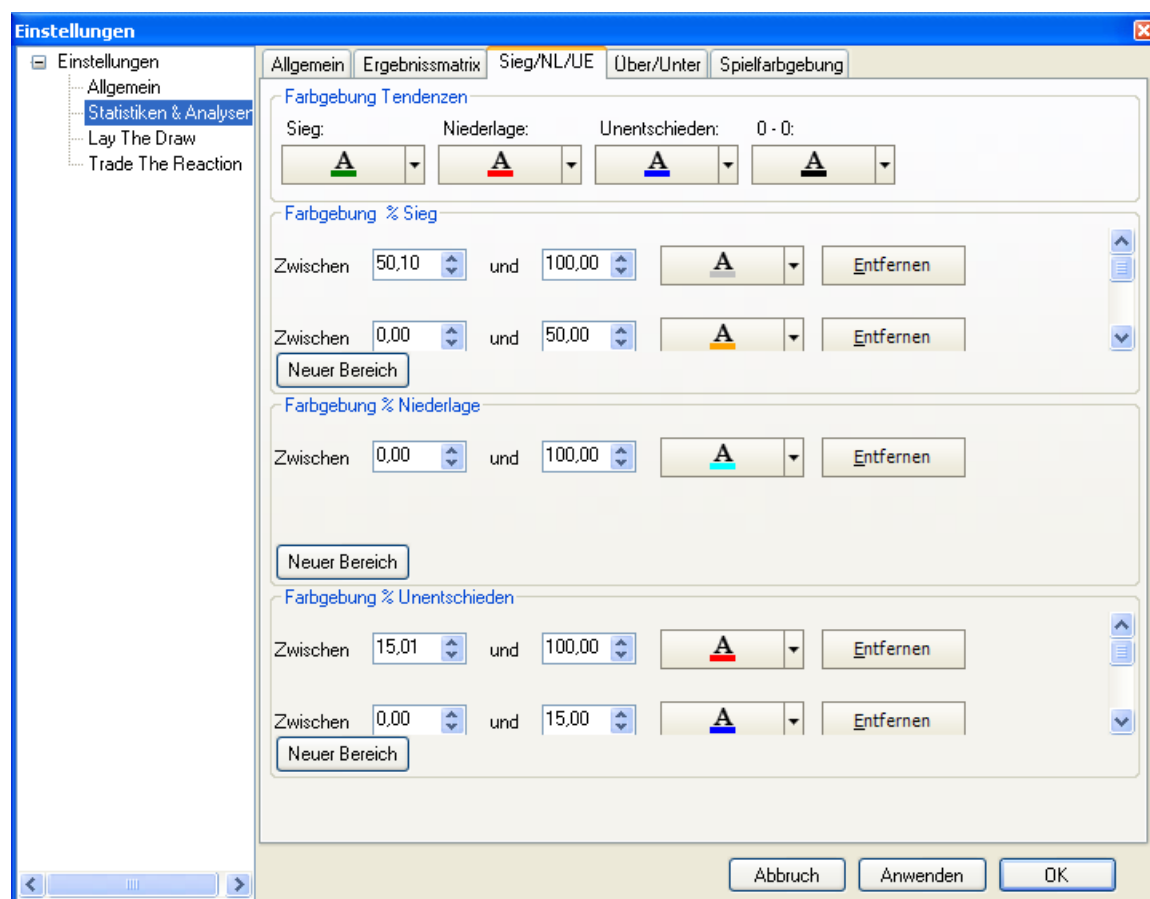 Einstellungen
Einstellungen
Allgemein
Statistiken & Analysen
Lay The Draw
Trade The Reaction
Allgemein Ergebnissmatrix Sieg/NL/UE Über/Unter Spielfarbgebung
Farbgebung Tendenzen
Sieg: Niederlage: Unentschieden: 0 - 0:
A A A A
Farbgebung % Sieg
Zwischen 50,10 und 100,00 A Entfernen
Zwischen 0,00 und 50,00 A Entfernen
Neuer Bereich
Farbgebung % Niederlage
Zwischen 0,00 und 100,00 A Entfernen
Neuer Bereich
Farbgebung % Unentschieden
Zwischen 15,01 und 100,00 A Entfernen
Zwischen 0,00 und 15,00 A Entfernen
Neuer Bereich
Abbruch Anwenden OK